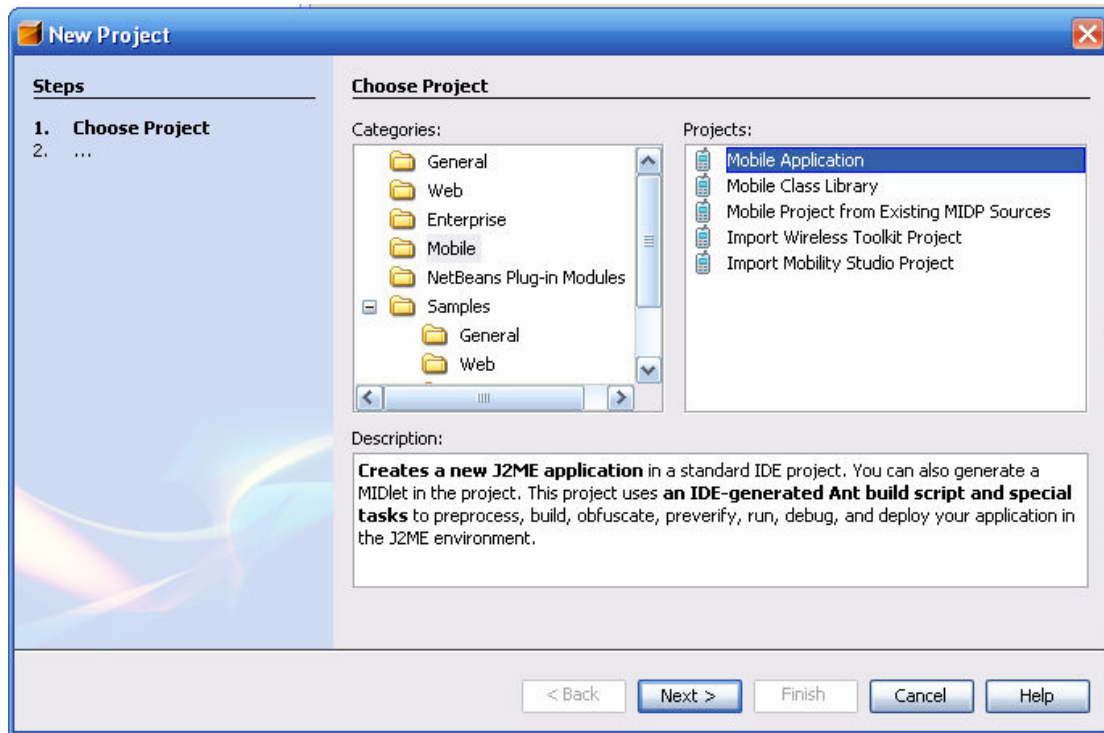 New Project
Steps
1. Choose Project
2. ...
Choose Project
Categories:
General
Web
Enterprise
Mobile
NetBeans Plug-in Modules
Samples
General
Web
Projects:
Mobile Application
Mobile Class Library
Mobile Project from Existing MIDP Sources
Import Wireless Toolkit Project
Import Mobility Studio Project
Description:
Creates a new J2ME application in a standard IDE project. You can also generate a
MIDlet in the project. This project uses an IDE-generated Ant build script and special
tasks to preprocess, build, obfuscate, preverify, run, debug, and deploy your application in
the J2ME environment.
< Back
Next >
Finish
Cancel
Help